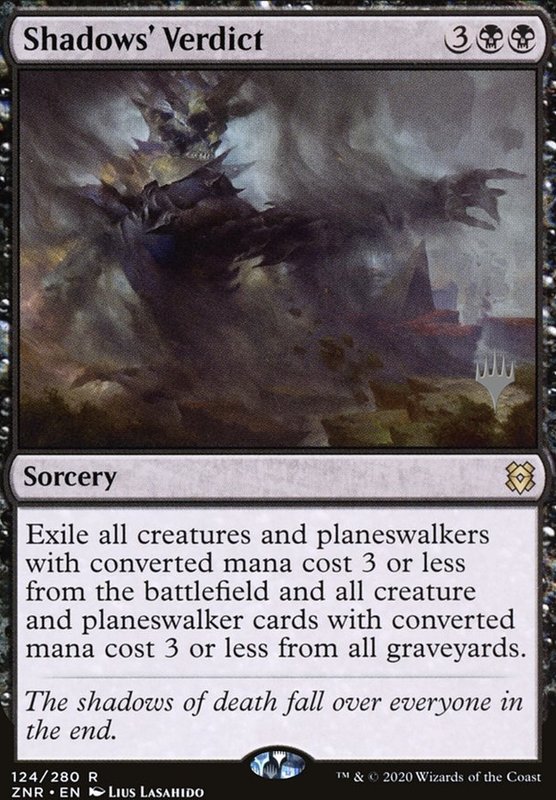 Shadows' Verdict 3
Sorcery
Exile all creatures and planeswalkers
with converted mana cost 3 or less
from the battlefield and all creature
and planeswalker cards with converted
mana cost 3 or less from all graveyards.
The shadows of death fall over everyone in
the end.
124/280 R
ZNR • EN Lius Lasahido
™ & © 2020 Wizards of the Coast